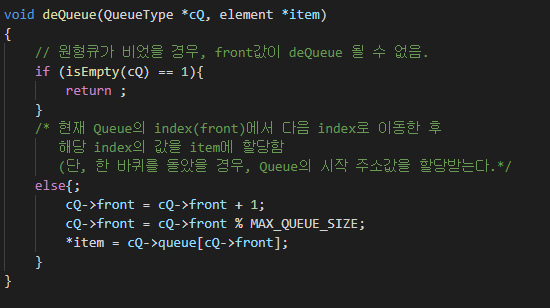 void deQueue(QueueType *cQ, element *item)
{
    // 원형큐가 비었을 경우, front값이 deQueue 될 수 없음.
    if (isEmpty(cQ) == 1){
        return ;
    }
    /* 현재 Queue의 index(front)에서 다음 index로 이동한 후
       해당 index의 값을 item에 할당함
       (단, 한 바퀴를 돌았을 경우, Queue의 시작 주소값을 할당받는다.*/
    else{;
        cQ->front = cQ->front + 1;
        cQ->front = cQ->front % MAX_QUEUE_SIZE;
        *item = cQ->queue[cQ->front];
    }
}